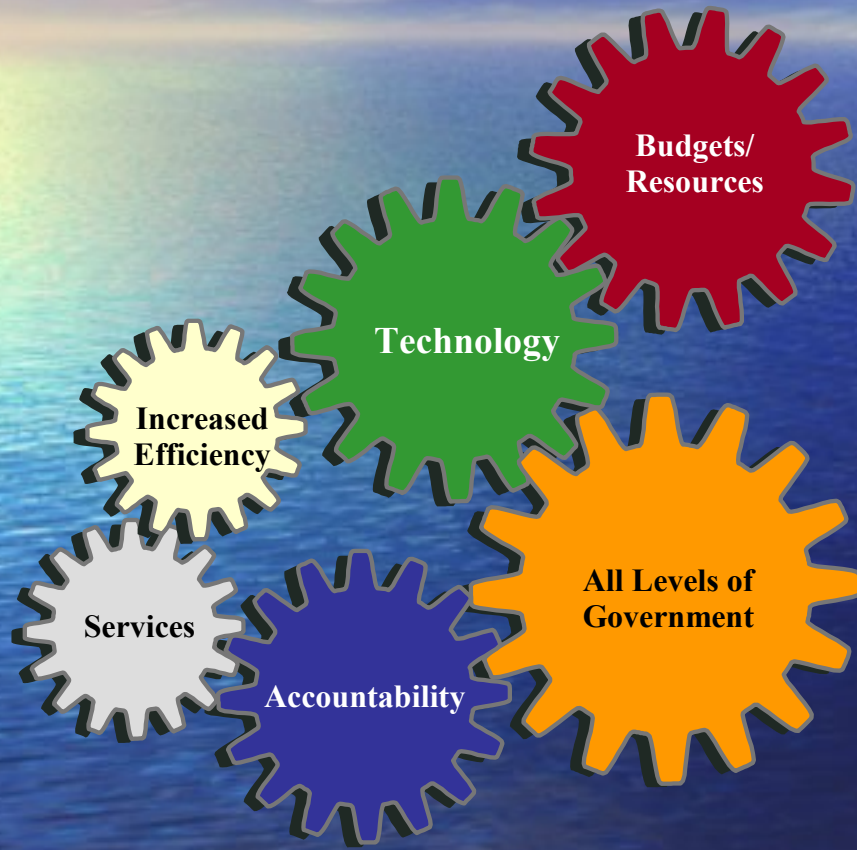 Budgets/
Resources
Technology
Increased
Efficiency
All Levels of
Government
Services
Accountability